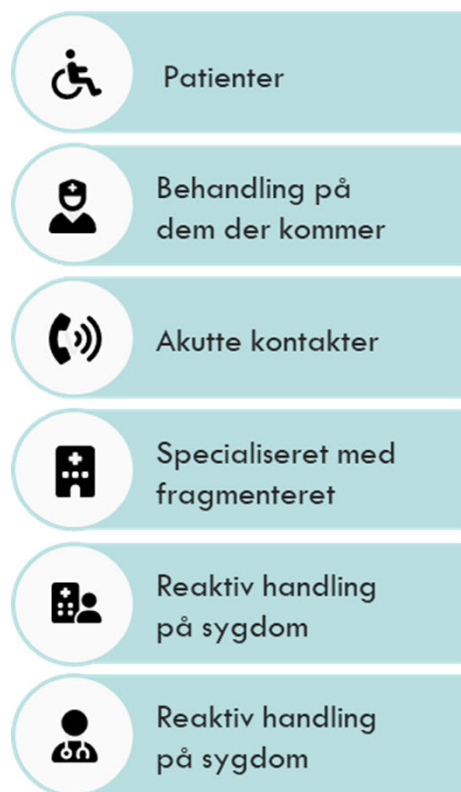 Patienter
Behandling på
dem der kommer
Akutte kontakter
Specialiseret med
fragmenteret
Reaktiv handling
på sygdom
Reaktiv handling
på sygdom